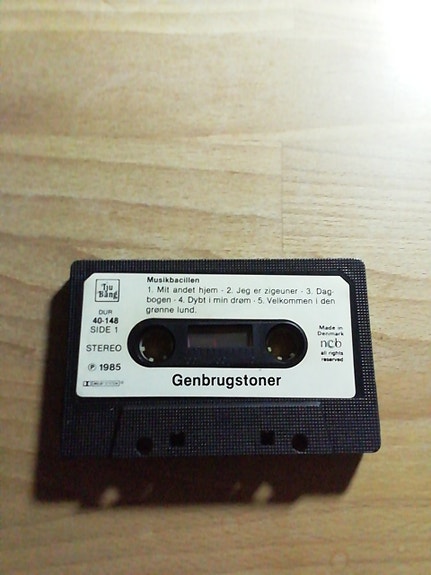 Tju
Bang
Musikbacillen
1. Mit andet hjem · 2. Jeg er zigeuner · 3. Dag-
bogen · 4. Dybt i min drøm · 5. Velkommen i den
grønne lund.
DUR
40-148
SIDE 1
STEREO
Ⓟ 1985
Made in
Denmark
ncb
all rights
reserved
Genbrugstoner